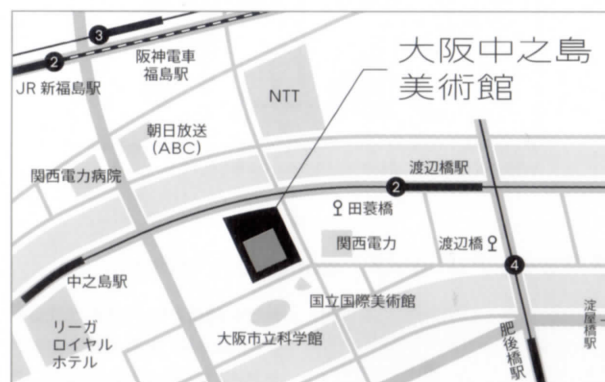 3
2
阪神電車
福島駅
JR 新福島駅
大阪中之島
美術館
NTT
朝日放送
(ABC)
関西電力病院
渡辺橋駅
2
田蓑橋
関西電力
渡辺橋
4
中之島駅
国立国際美術館
淀屋橋駅
大阪市立科学館
肥後橋駅
リーガ
ロイヤル
ホテル